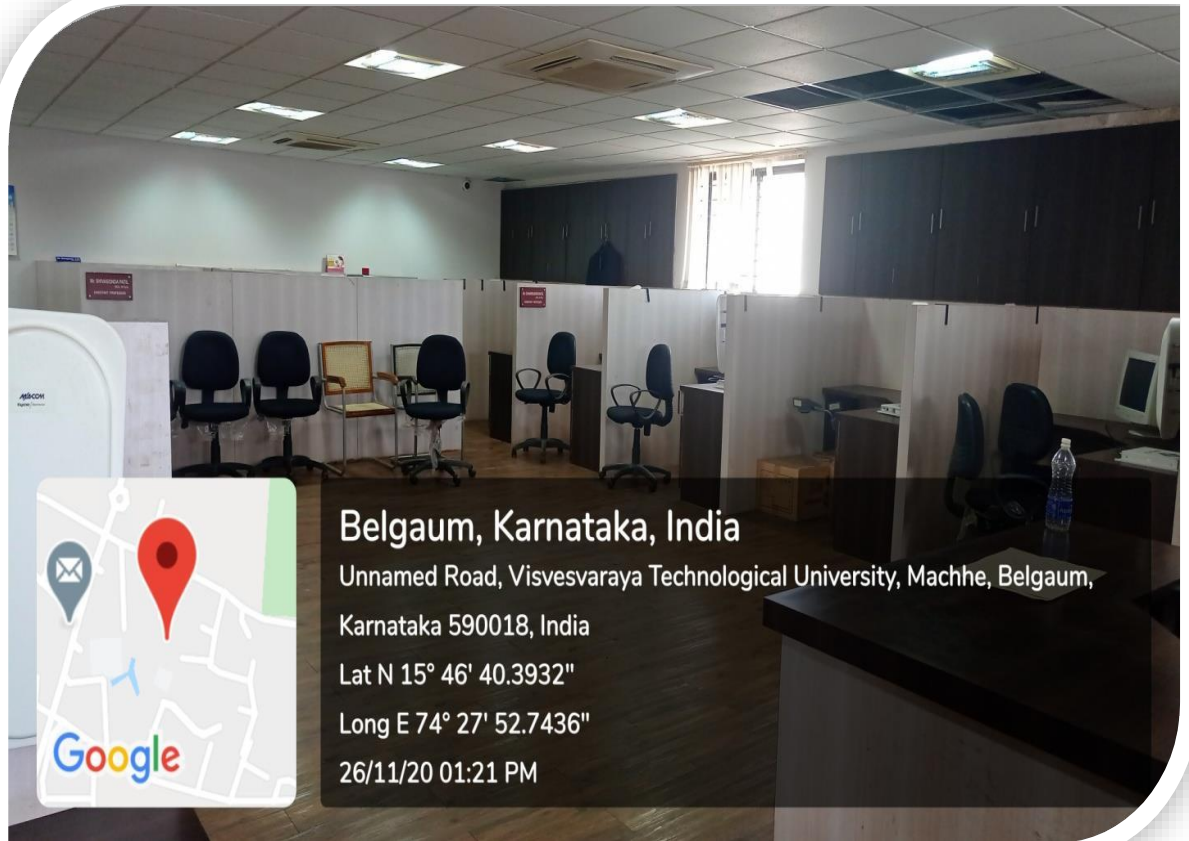 Belgaum, Karnataka, India
Unnamed Road, Visvesvaraya Technological University, Machhe, Belgaum,
Karnataka 590018, India
Lat N 15° 46' 40.3932"
Long E 74° 27' 52.7436"
26/11/20 01:21 PM
Google